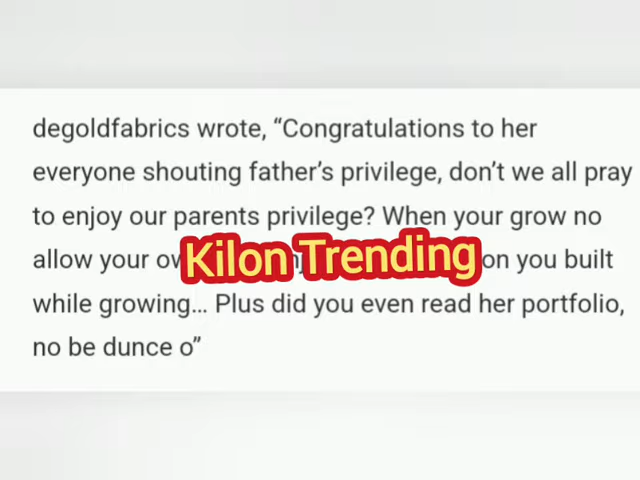 degoldfabrics wrote, “Congratulations to her
everyone shouting father’s privilege, don’t we all pray
to enjoy our parents privilege? When your grow no
allow your on you built
Kilon Trending
while growing... Plus did you even read her portfolio,
no be dunce o”